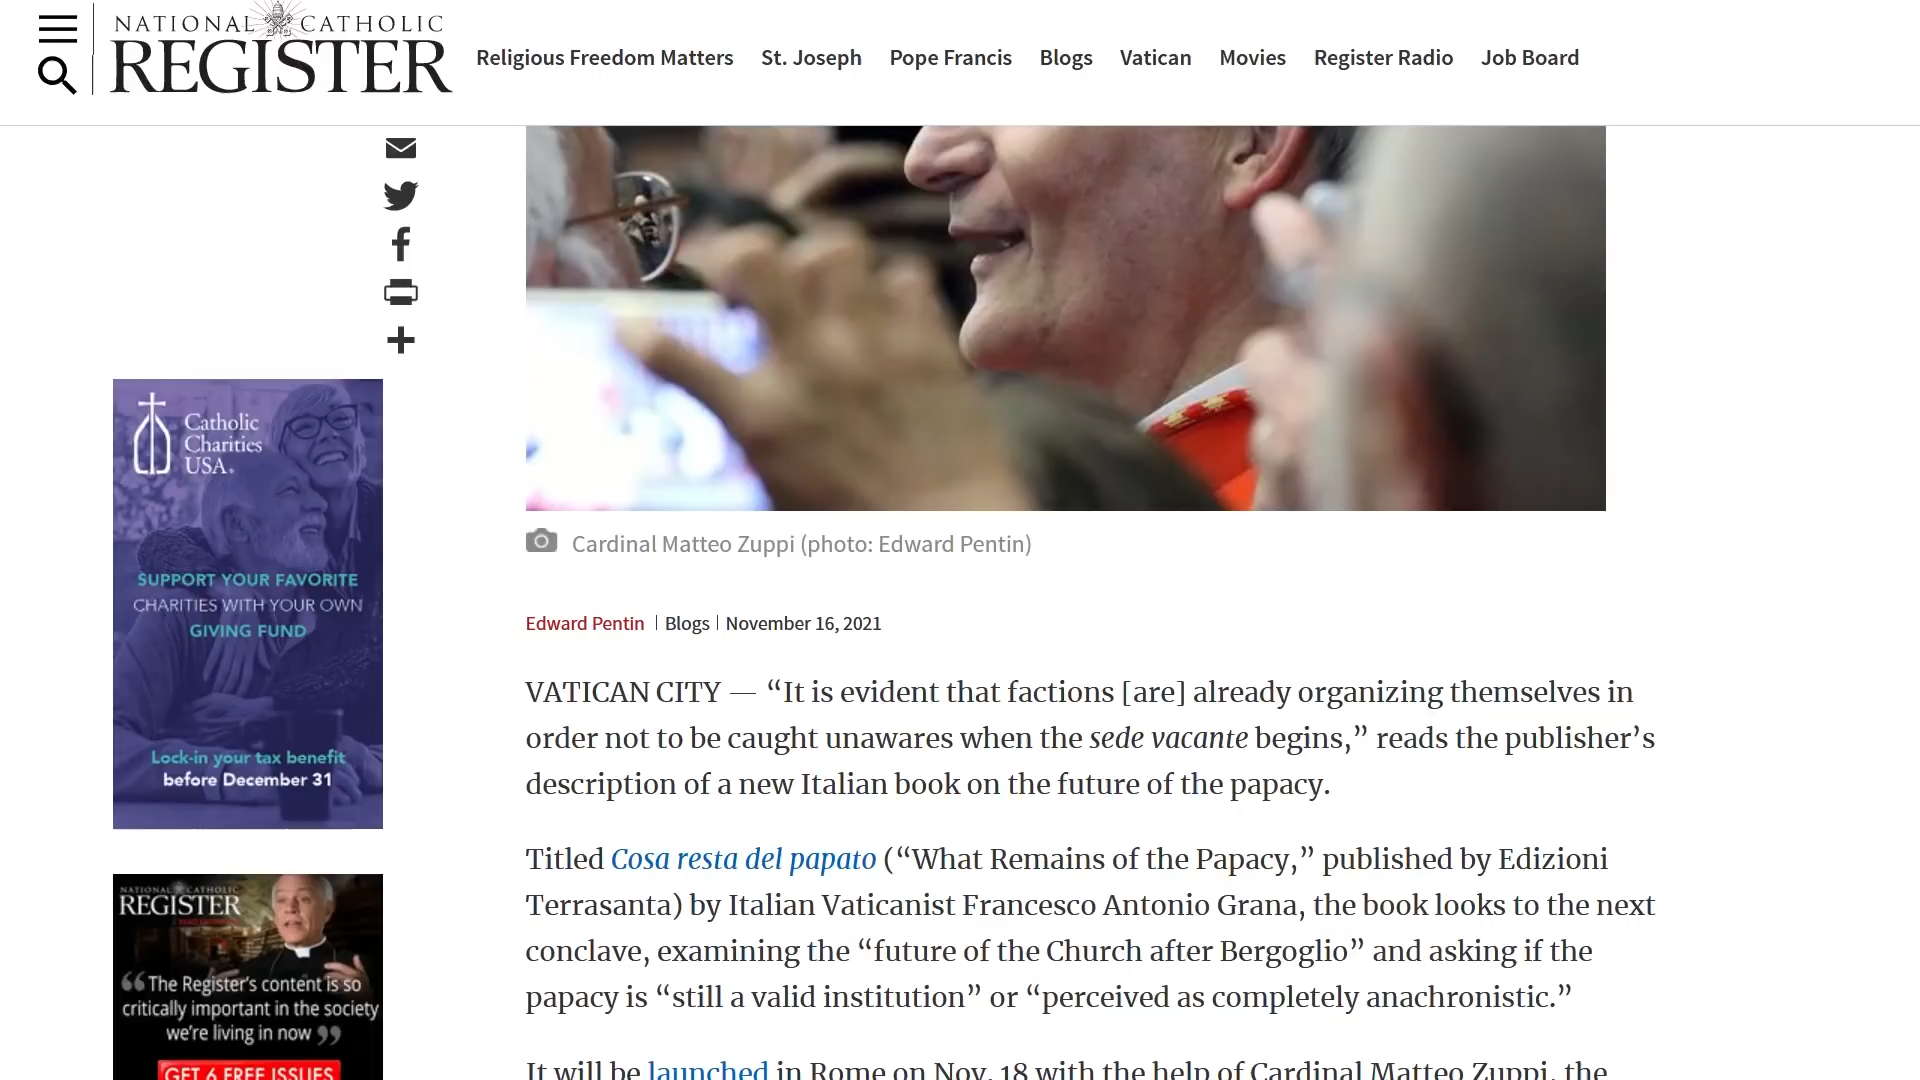 NATIONAL CATHOLIC
REGISTER
Religious Freedom Matters St. Joseph Pope Francis Blogs Vatican Movies Register Radio Job Board
Catholic
Charities
USA®
SUPPORT YOUR FAVORITE
CHARITIES WITH YOUR OWN
GIVING FUND
Lock-in your tax benefit
before December 31
NATIONAL CATHOLIC
REGISTER
“The Register's content is so
critically important in the society
we're living in now”
GET 6 FREE ISSUES
Cardinal Matteo Zuppi (photo: Edward Pentin)
Edward Pentin | Blogs | November 16, 2021
VATICAN CITY — “It is evident that factions [are] already organizing themselves in
order not to be caught unawares when the sede vacante begins,” reads the publisher’s
description of a new Italian book on the future of the papacy.
Titled Cosa resta del papato (“What Remains of the Papacy,” published by Edizioni
Terrasanta) by Italian Vaticanist Francesco Antonio Grana, the book looks to the next
conclave, examining the “future of the Church after Bergoglio” and asking if the
papacy is “still a valid institution” or “perceived as completely anachronistic.”
It will be launched in Rome on Nov. 18 with the help of Cardinal Matteo Zuppi, the